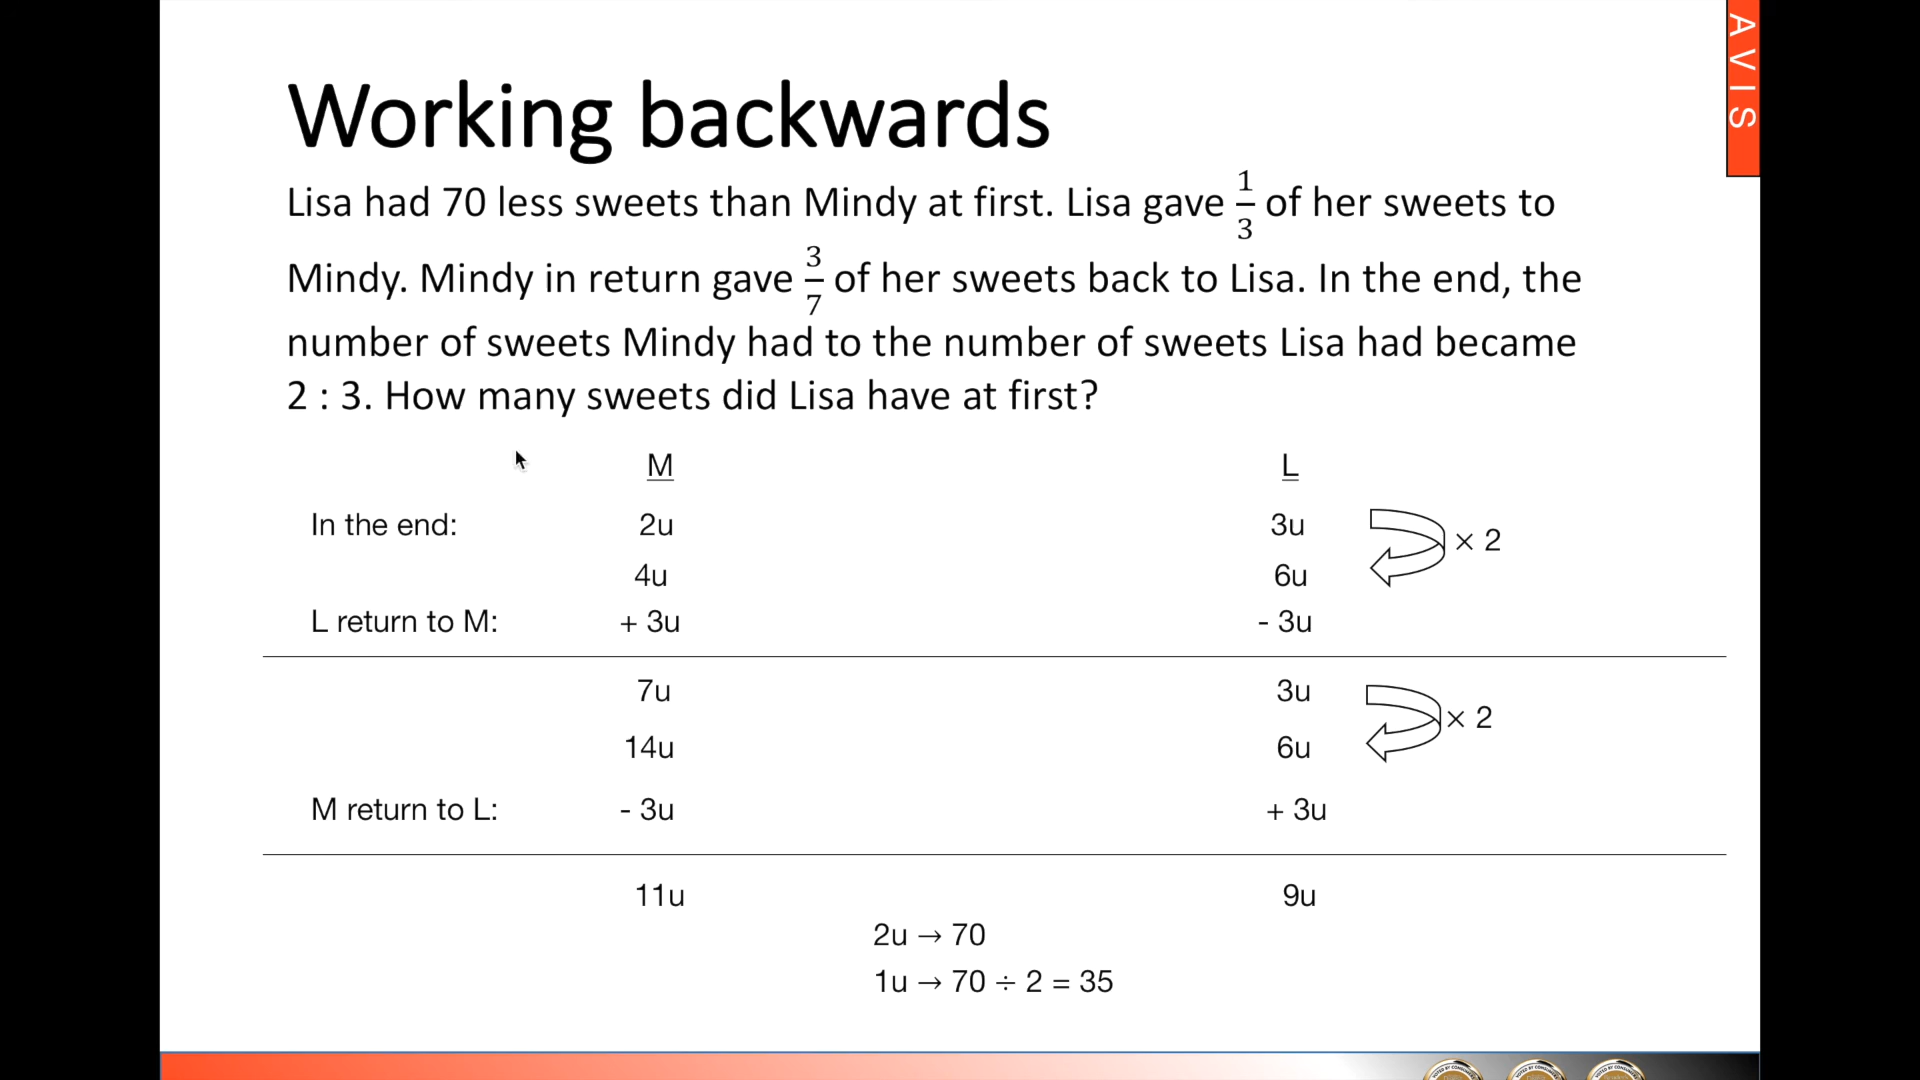 AVIS
Working backwards
Lisa had 70 less sweets than Mindy at first. Lisa gave 1/3 of her sweets to
Mindy. Mindy in return gave 3/7 of her sweets back to Lisa. In the end, the
number of sweets Mindy had to the number of sweets Lisa had became
2 : 3. How many sweets did Lisa have at first?
M L
In the end: 2u 3u
× 2
4u 6u
L return to M: + 3u - 3u
7u 3u
× 2
14u 6u
M return to L: - 3u + 3u
11u 9u
2u → 70
1u → 70 ÷ 2 = 35